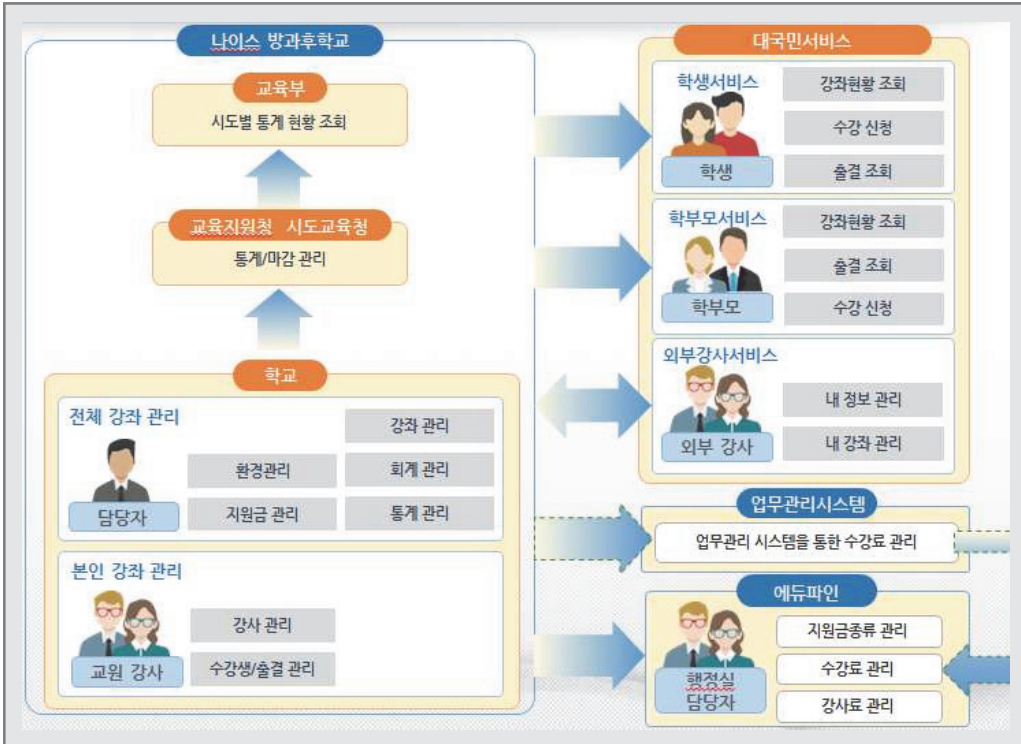 나이스 방과후학교
교육부
시도별 통계 현황 조회
교육지원청 시도교육청
통계/마감 관리
학교
전체 강좌 관리
담당자
강좌 관리
환경관리
회계 관리
지원금 관리
통계 관리
본인 강좌 관리
교원 강사
강사 관리
수강생/출결 관리
대국민서비스
학생서비스
학생
강좌현황 조회
수강 신청
출결 조회
학부모서비스
학부모
강좌현황 조회
출결 조회
수강 신청
외부강사서비스
외부 강사
내 정보 관리
내 강좌 관리
업무관리시스템
업무관리 시스템을 통한 수강료 관리
에듀파인
행정실
담당자
지원금종류 관리
수강료 관리
강사료 관리